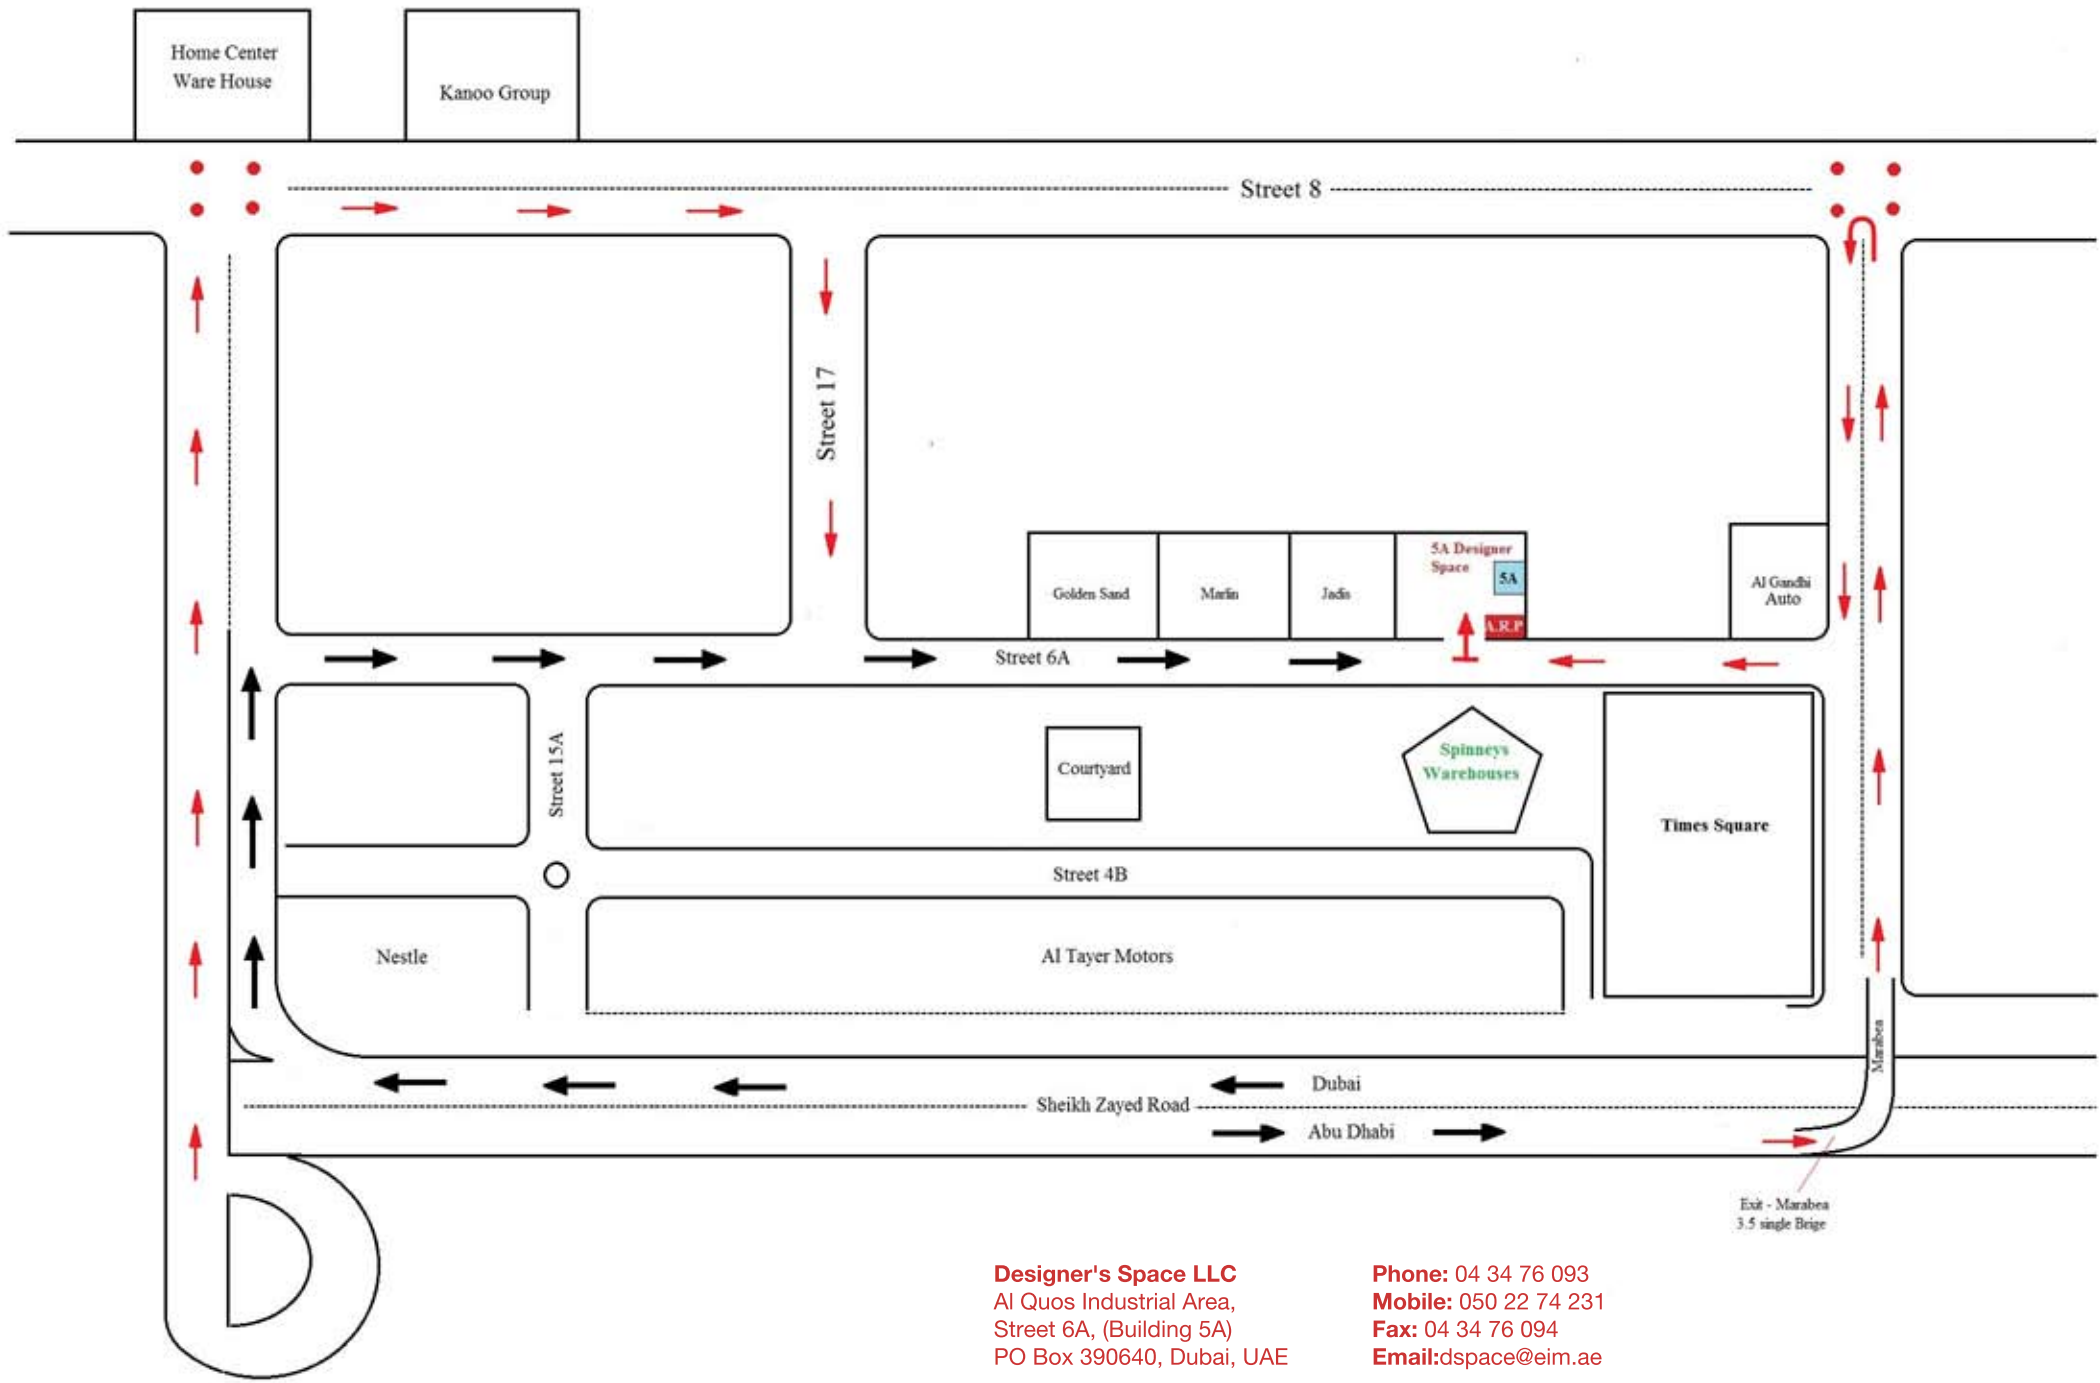 Home Center
Ware House
Kanoo Group
Street 8
Street 17
5A Designer
Space
5A
A.R.P
Golden Sand
Marlin
Jadis
Al Gandhi
Auto
Street 6A
Street 15A
Courtyard
Spinneys
Warehouses
Times Square
Street 4B
Nestle
Al Tayer Motors
Marabea
Dubai
Sheikh Zayed Road
Abu Dhabi
Exit - Marabea
3.5 single Beige
Designer's Space LLC
Al Quos Industrial Area,
Street 6A, (Building 5A)
PO Box 390640, Dubai, UAE
Phone: 04 34 76 093
Mobile: 050 22 74 231
Fax: 04 34 76 094
Email:dspace@eim.ae